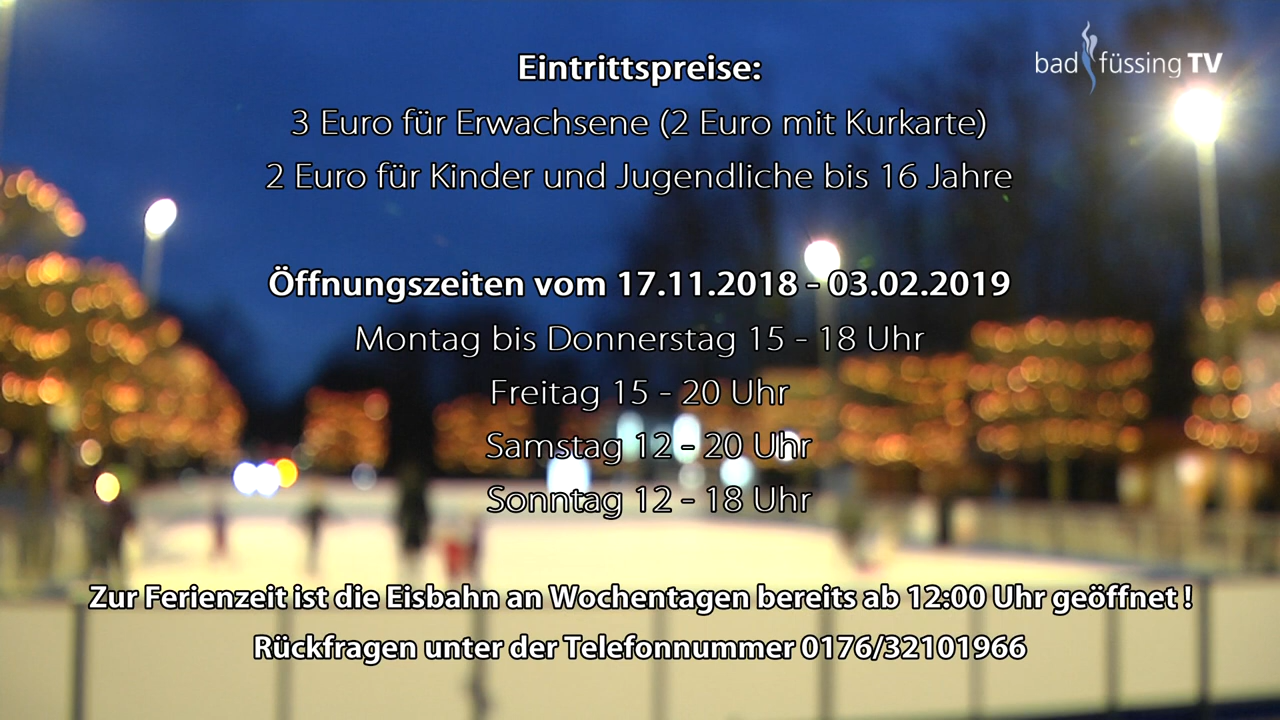 bad füssing TV
Eintrittspreise:
3 Euro für Erwachsene (2 Euro mit Kurkarte)
2 Euro für Kinder und Jugendliche bis 16 Jahre
Öffnungszeiten vom 17.11.2018 - 03.02.2019
Montag bis Donnerstag 15 - 18 Uhr
Freitag 15 - 20 Uhr
Samstag 12 - 20 Uhr
Sonntag 12 - 18 Uhr
Zur Ferienzeit ist die Eisbahn an Wochentagen bereits ab 12:00 Uhr geöffnet !
Rückfragen unter der Telefonnummer 0176/32101966